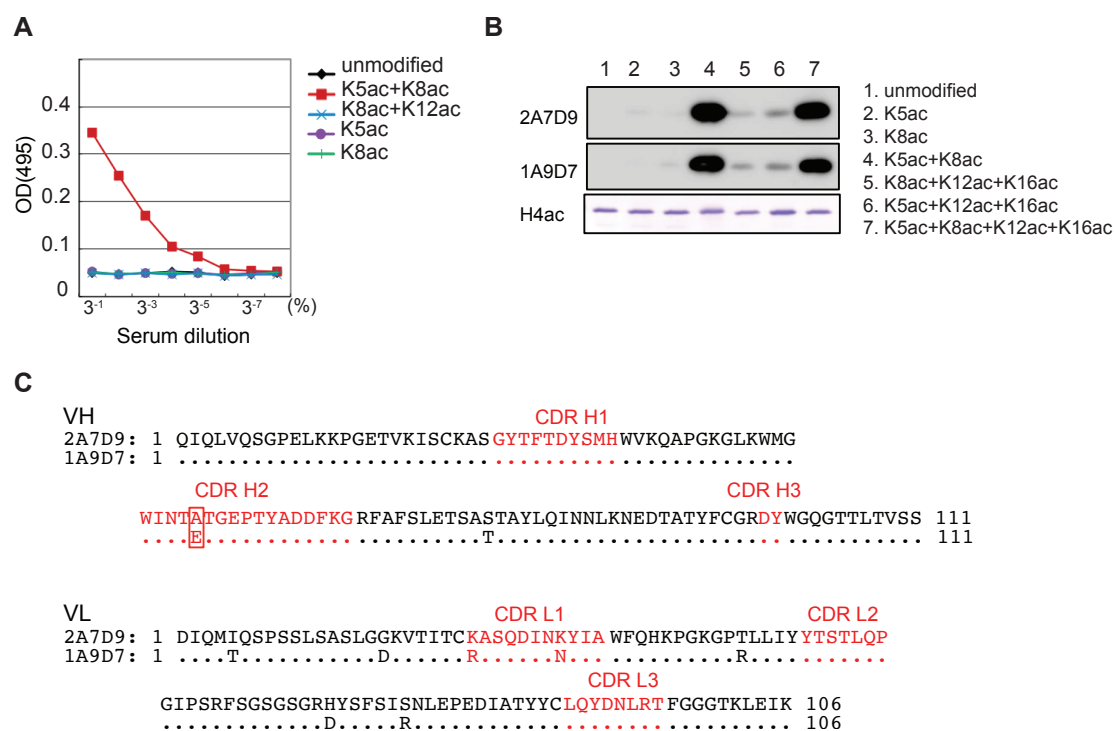 A
OD(495)
0.4
0.3
0.2
0.1
0
3-1
3-3
3-5
3-7
(%)
Serum dilution
unmodified
K5ac+K8ac
K8ac+K12ac
K5ac
K8ac
B
1 2 3 4 5 6 7
2A7D9
1A9D7
H4ac
1. unmodified
2. K5ac
3. K8ac
4. K5ac+K8ac
5. K8ac+K12ac+K16ac
6. K5ac+K12ac+K16ac
7. K5ac+K8ac+K12ac+K16ac
C
VH
CDR H1
2A7D9: 1 QIQLVQSGPELKKPGETVKISCKASGYTFTDYSMHWVKQAPGKGLKWMG
1A9D7: 1 .................................................
CDR H2 CDR H3
WINTATGEPTYADDFKGRFAFSLETSASTAYLQINNLKNEDTATYFCGRDYWGQGTTLTVSS 111
....E......................T.................................. 111
VL
CDR L1 CDR L2
2A7D9: 1 DIQMIQSPSSLSASLGGKVTITCKASQDINKYIAWFQHKPGKGPTLLIYYTSTLQP
1A9D7: 1 ....T...........D......R......N.............R...........
CDR L3
GIPSRFSGSGSGRHYSFSISNLEPEDIATYYCLQYDNLRTFGGGTKLEIK 106
.............D.....R.............................. 106